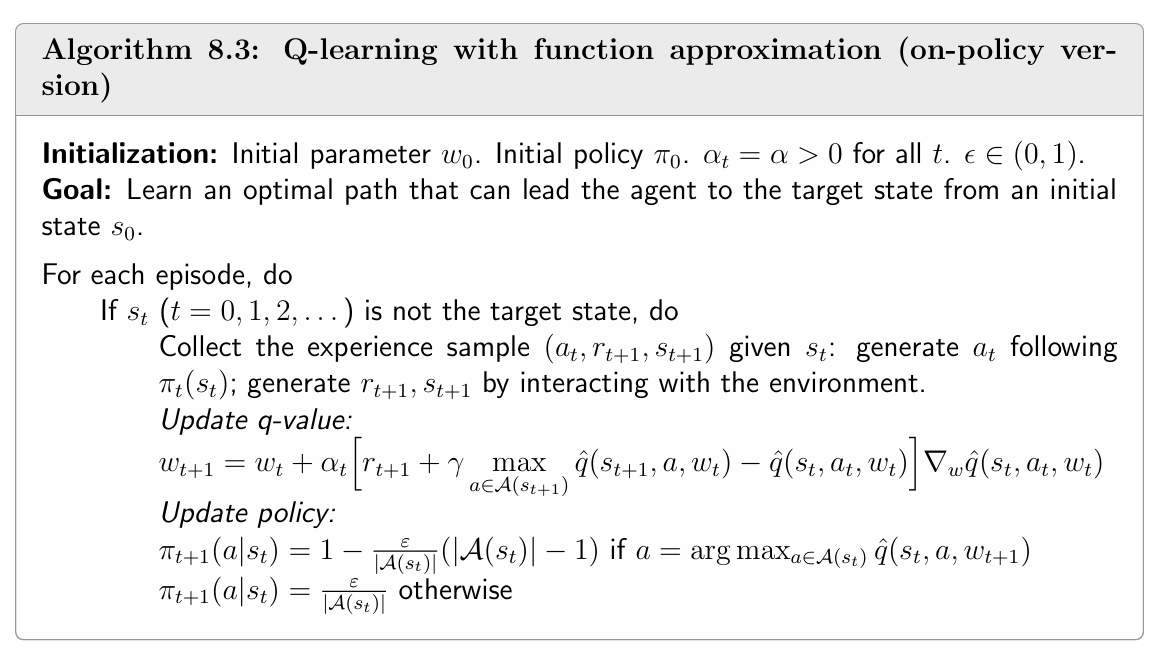 Algorithm 8.3: Q-learning with function approximation (on-policy ver-
sion)
Initialization: Initial parameter $w_0$. Initial policy $\pi_0$. $\alpha_t = \alpha > 0$ for all $t$. $\epsilon \in (0, 1)$.
Goal: Learn an optimal path that can lead the agent to the target state from an initial
state $s_0$.
For each episode, do
If $s_t$ ($t = 0, 1, 2, \dots$) is not the target state, do
Collect the experience sample $(a_t, r_{t+1}, s_{t+1})$ given $s_t$: generate $a_t$ following
$\pi_t(s_t)$; generate $r_{t+1}, s_{t+1}$ by interacting with the environment.
Update q-value:
$w_{t+1} = w_t + \alpha_t \Big[ r_{t+1} + \gamma \max_{a \in \mathcal{A}(s_{t+1})} \hat{q}(s_{t+1}, a, w_t) - \hat{q}(s_t, a_t, w_t) \Big] \nabla_w \hat{q}(s_t, a_t, w_t)$
Update policy:
$\pi_{t+1}(a|s_t) = 1 - \frac{\varepsilon}{|\mathcal{A}(s_t)|} (|\mathcal{A}(s_t)| - 1)$ if $a = \arg\max_{a \in \mathcal{A}(s_t)} \hat{q}(s_t, a, w_{t+1})$
$\pi_{t+1}(a|s_t) = \frac{\varepsilon}{|\mathcal{A}(s_t)|}$ otherwise